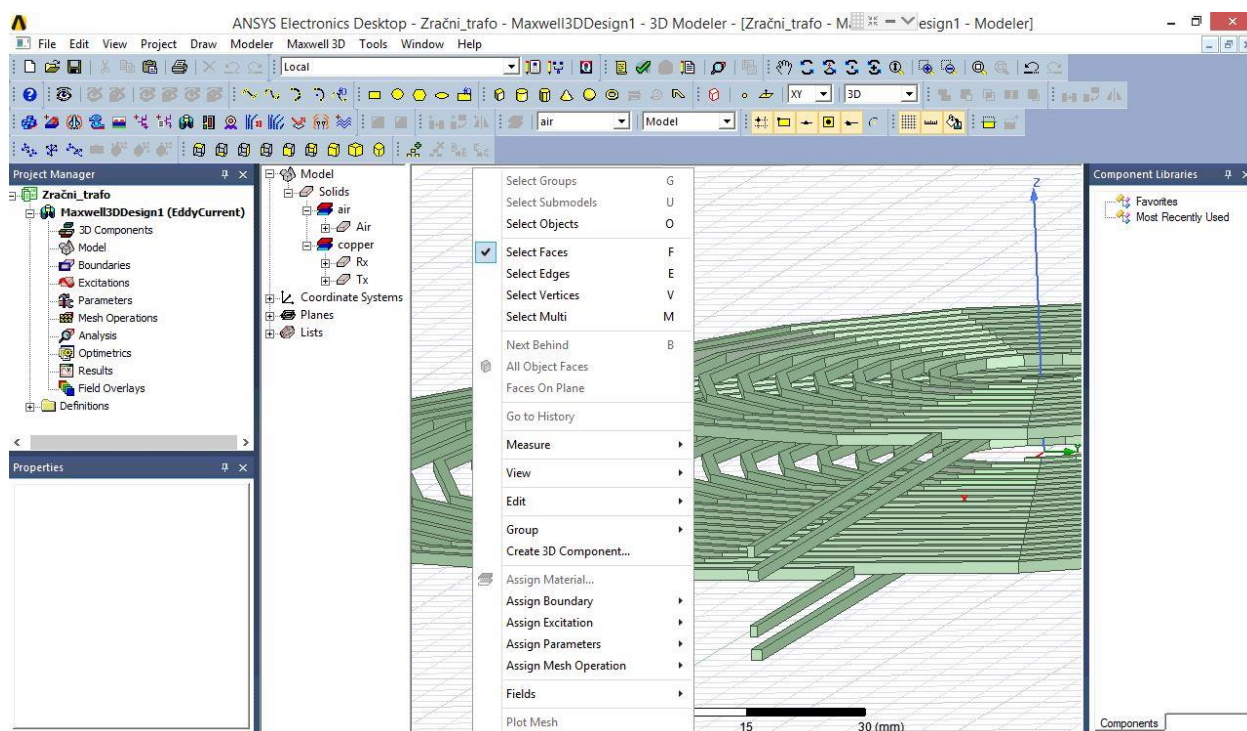 ANSYS Electronics Desktop - Zračni_trafo - Maxwell3DDesign1 - 3D Modeler - [Zračni_trafo - M esign1 - Modeler]
File Edit View Project Draw Modeler Maxwell 3D Tools Window Help
Local
XY 3D
air Model
Project Manager
Zračni_trafo
Maxwell3DDesign1 (EddyCurrent)
3D Components
Model
Boundaries
Excitations
Parameters
Mesh Operations
Analysis
Optimetrics
Results
Field Overlays
Definitions
Properties
Model
Solids
air
Air
copper
Rx
Tx
Coordinate Systems
Planes
Lists
Select Groups G
Select Submodels U
Select Objects O
Select Faces F
Select Edges E
Select Vertices V
Select Multi M
Next Behind B
All Object Faces
Faces On Plane
Go to History
Measure
View
Edit
Group
Create 3D Component...
Assign Material...
Assign Boundary
Assign Excitation
Assign Parameters
Assign Mesh Operation
Fields
Plot Mesh
Z
Y
15 30 (mm)
Component Libraries
Favorites
Most Recently Used
Components